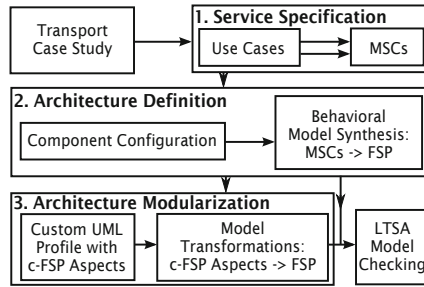 Transport
Case Study
1. Service Specification
Use Cases
MSCs
2. Architecture Definition
Component Configuration
Behavioral
Model Synthesis:
MSCs -> FSP
3. Architecture Modularization
Custom UML
Profile with
c-FSP Aspects
Model
Transformations:
c-FSP Aspects -> FSP
LTSA
Model
Checking